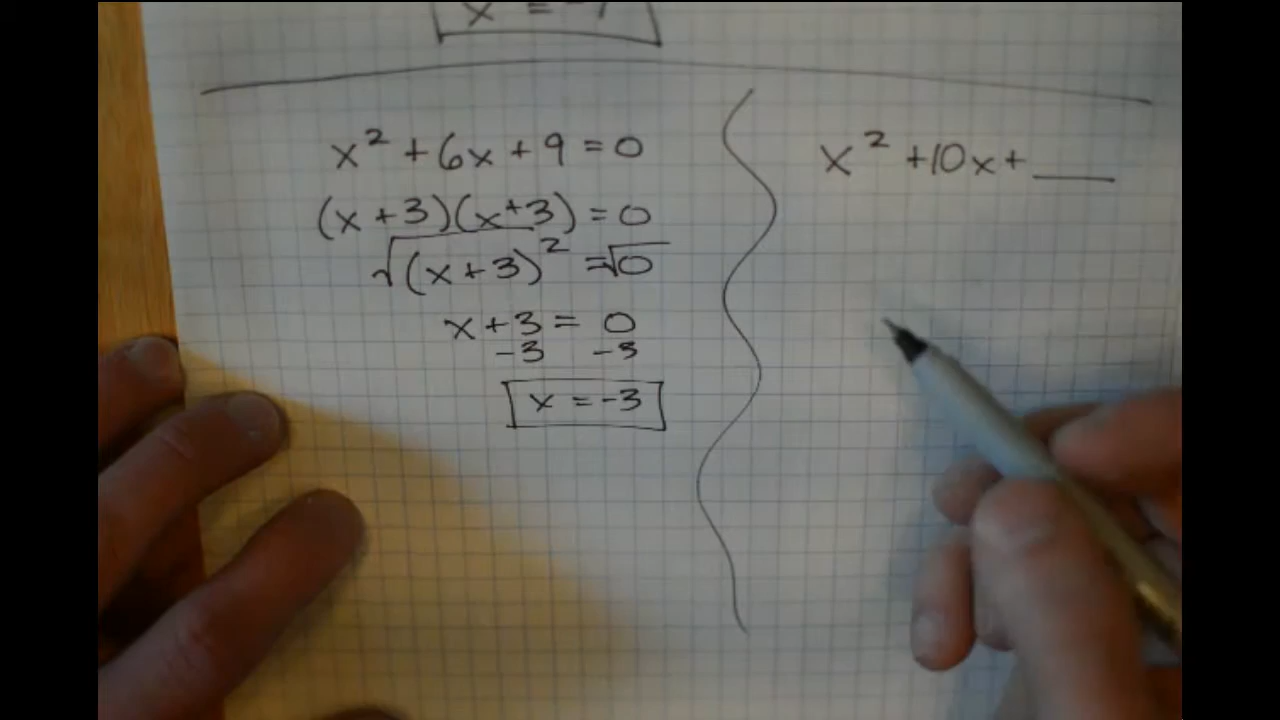 x² + 6x + 9 = 0
(x + 3)(x + 3) = 0
√(x + 3)² = √0
x + 3 = 0
-3 -3
x = -3
x² + 10x + ___